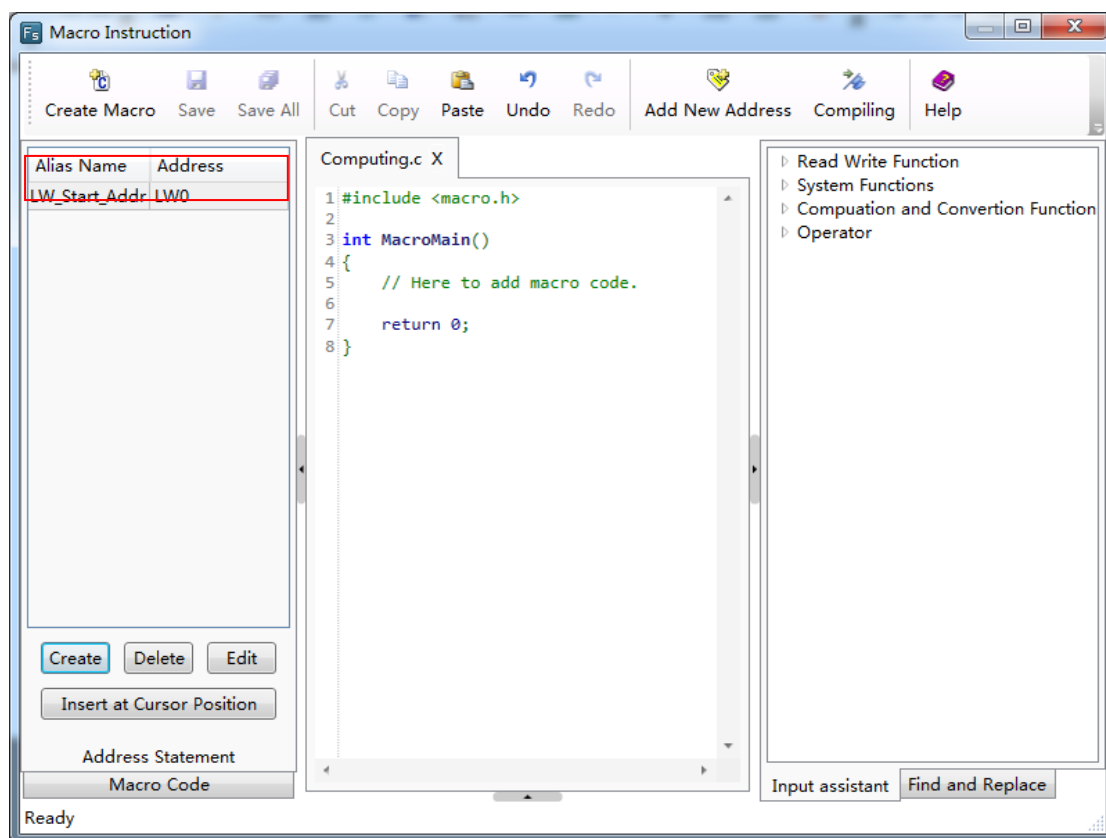 Fs Macro Instruction
Create Macro Save Save All Cut Copy Paste Undo Redo Add New Address Compiling Help
Alias Name Address
LW_Start_Addr LW0
Create Delete Edit
Insert at Cursor Position
Address Statement
Macro Code
Computing.c X
1 #include <macro.h>
2
3 int MacroMain()
4 {
5 // Here to add macro code.
6
7 return 0;
8 }
Read Write Function
System Functions
Compuation and Convertion Function
Operator
Input assistant Find and Replace
Ready